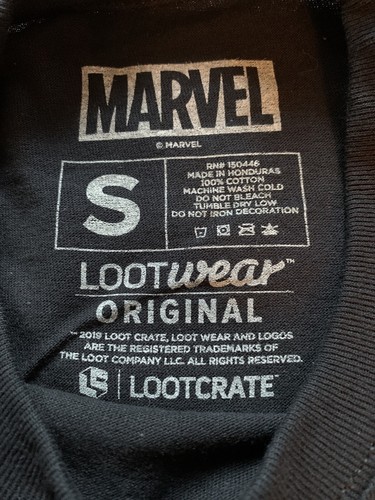 MARVEL
© MARVEL
S
RN# 150446
MADE IN HONDURAS
100% COTTON
MACHINE WASH COLD
DO NOT BLEACH
TUMBLE DRY LOW
DO NOT IRON DECORATION
LOOTwear™
ORIGINAL
™ 2019 LOOT CRATE, LOOT WEAR AND LOGOS
ARE THE REGISTERED TRADEMARKS OF
THE LOOT COMPANY LLC. ALL RIGHTS RESERVED.
LOOTCRATE™